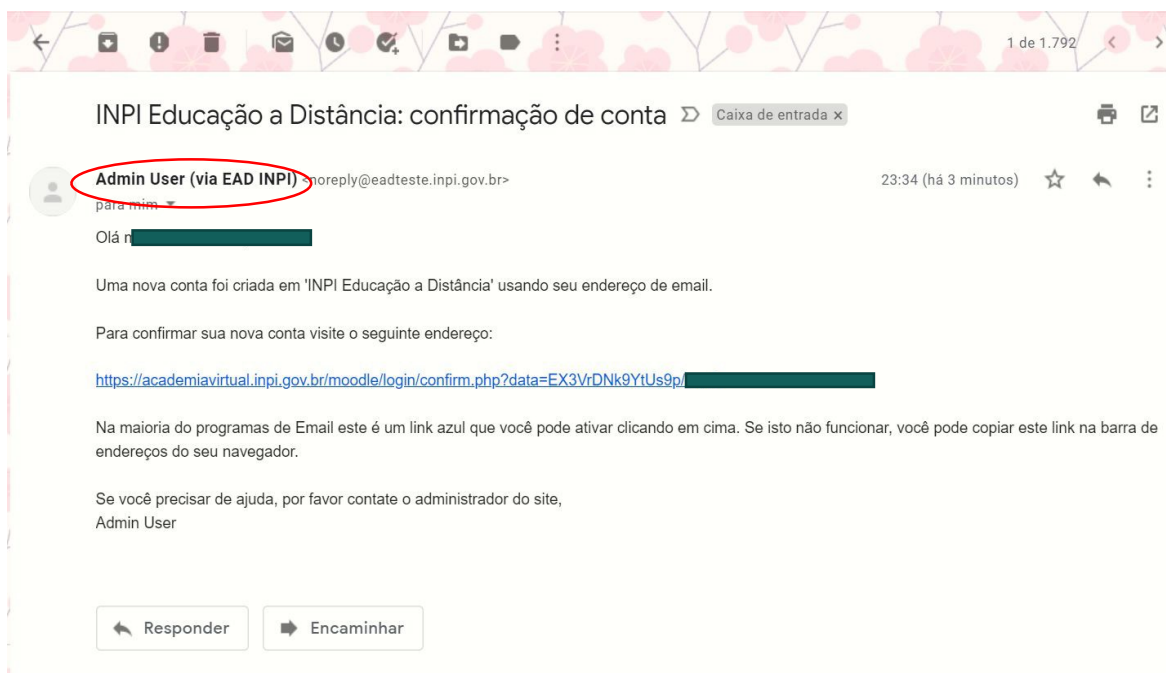 1 de 1.792
INPI Educação a Distância: confirmação de conta Caixa de entrada x
Admin User (via EAD INPI) <noreply@eadteste.inpi.gov.br> 23:34 (há 3 minutos)
para mim
Olá
Uma nova conta foi criada em 'INPI Educação a Distância' usando seu endereço de email.
Para confirmar sua nova conta visite o seguinte endereço:
https://academiavirtual.inpi.gov.br/moodle/login/confirm.php?data=EX3VrDNk9YtUs9p/
Na maioria do programas de Email este é um link azul que você pode ativar clicando em cima. Se isto não funcionar, você pode copiar este link na barra de
endereços do seu navegador.
Se você precisar de ajuda, por favor contate o administrador do site,
Admin User
Responder Encaminhar